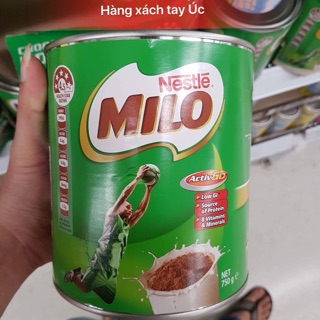 Hàng xách tay Úc
Nestlé
MILO
Activ-GO
Low GI
Source
of Protein
8 Vitamins
& Minerals
NET
750 g